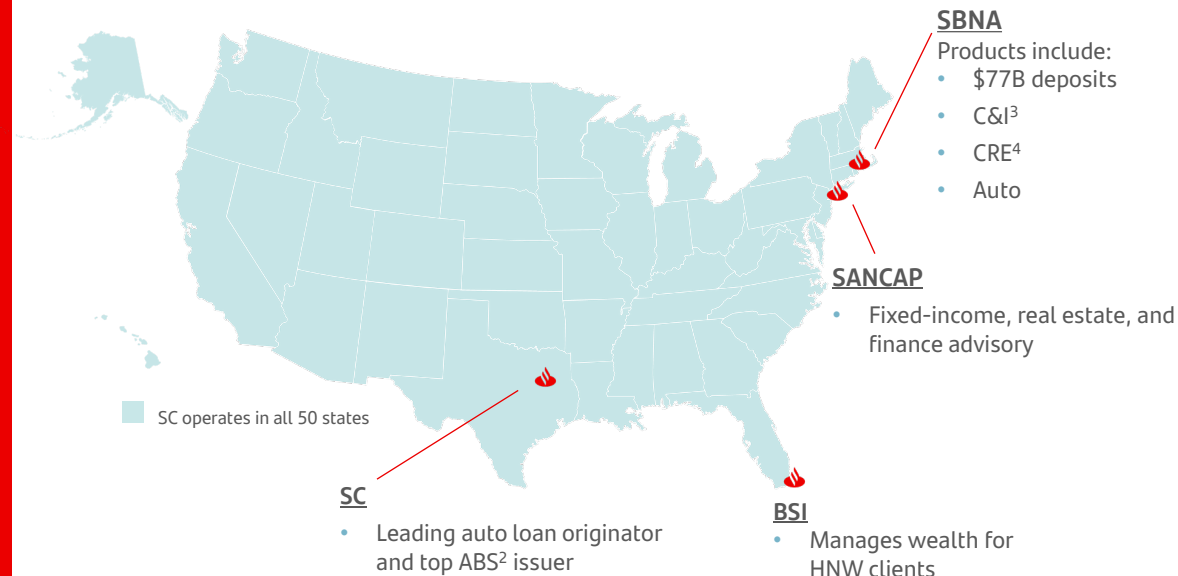 SBNA
Products include:
• $77B deposits
• C&I³
• CRE⁴
• Auto
SANCAP
• Fixed-income, real estate, and
finance advisory
SC operates in all 50 states
SC
• Leading auto loan originator
and top ABS² issuer
BSI
• Manages wealth for
HNW clients